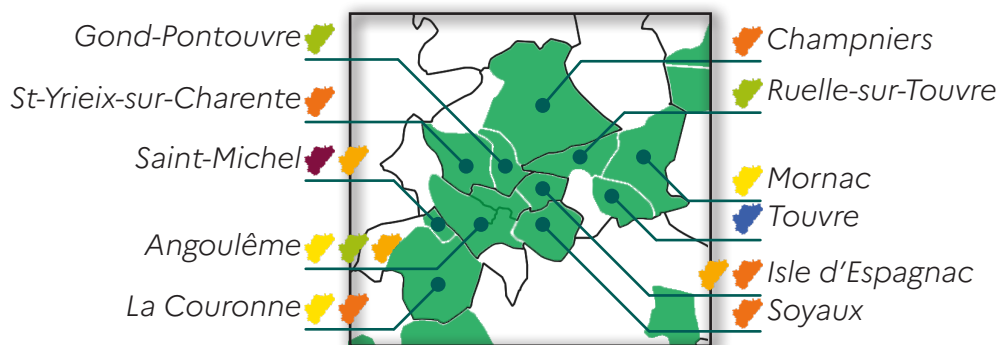 Gond-Pontouvre
St-Yrieix-sur-Charente
Saint-Michel
Angoulême
La Couronne
Champniers
Ruelle-sur-Touvre
Mornac
Touvre
Isle d'Espagnac
Soyaux